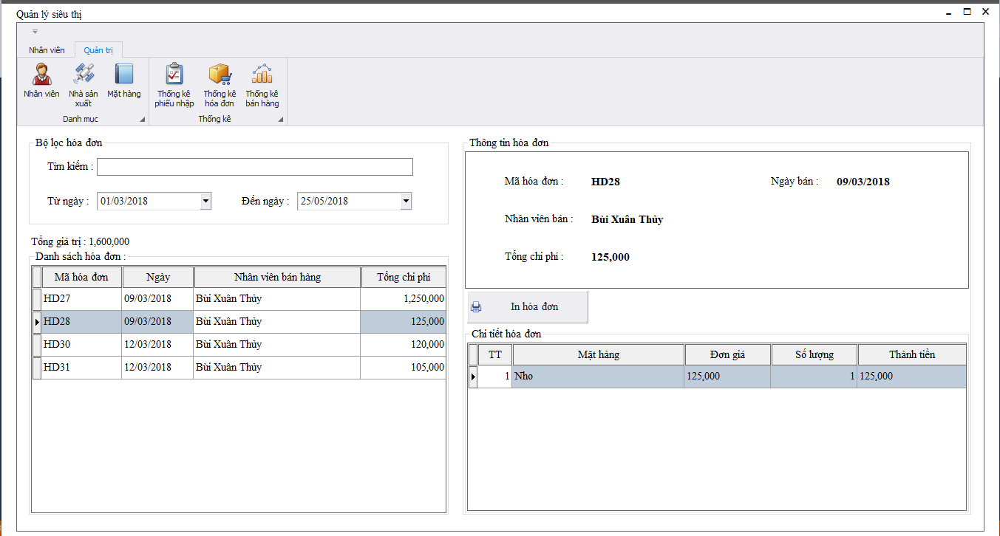 Quản lý siêu thị
Nhân viên Quản trị
Nhân viên Nhà sản xuất Mặt hàng Thống kê phiếu nhập Thống kê hóa đơn Thống kê bán hàng
Danh mục Thống kê
Bộ lọc hóa đơn
Tìm kiếm :
Từ ngày : 01/03/2018 Đến ngày : 25/05/2018
Tổng giá trị : 1,600,000
Danh sách hóa đơn :
Mã hóa đơn Ngày Nhân viên bán hàng Tổng chi phí
HD27 09/03/2018 Bùi Xuân Thủy 1,250,000
HD28 09/03/2018 Bùi Xuân Thủy 125,000
HD30 12/03/2018 Bùi Xuân Thủy 120,000
HD31 12/03/2018 Bùi Xuân Thủy 105,000
Thông tin hóa đơn
Mã hóa đơn : HD28 Ngày bán : 09/03/2018
Nhân viên bán : Bùi Xuân Thủy
Tổng chi phí : 125,000
In hóa đơn
Chi tiết hóa đơn
TT Mặt hàng Đơn giá Số lượng Thành tiền
1 Nho 125,000 1 125,000